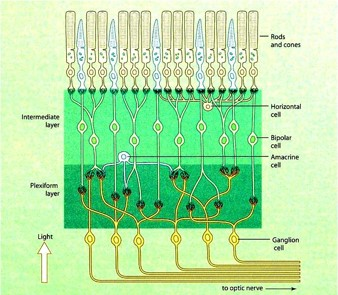 Rods
and cones
Horizontal
cell
Intermediate
layer
Bipolar
cell
Amacrine
cell
Plexiform
layer
Light
Ganglion
cell
to optic nerve